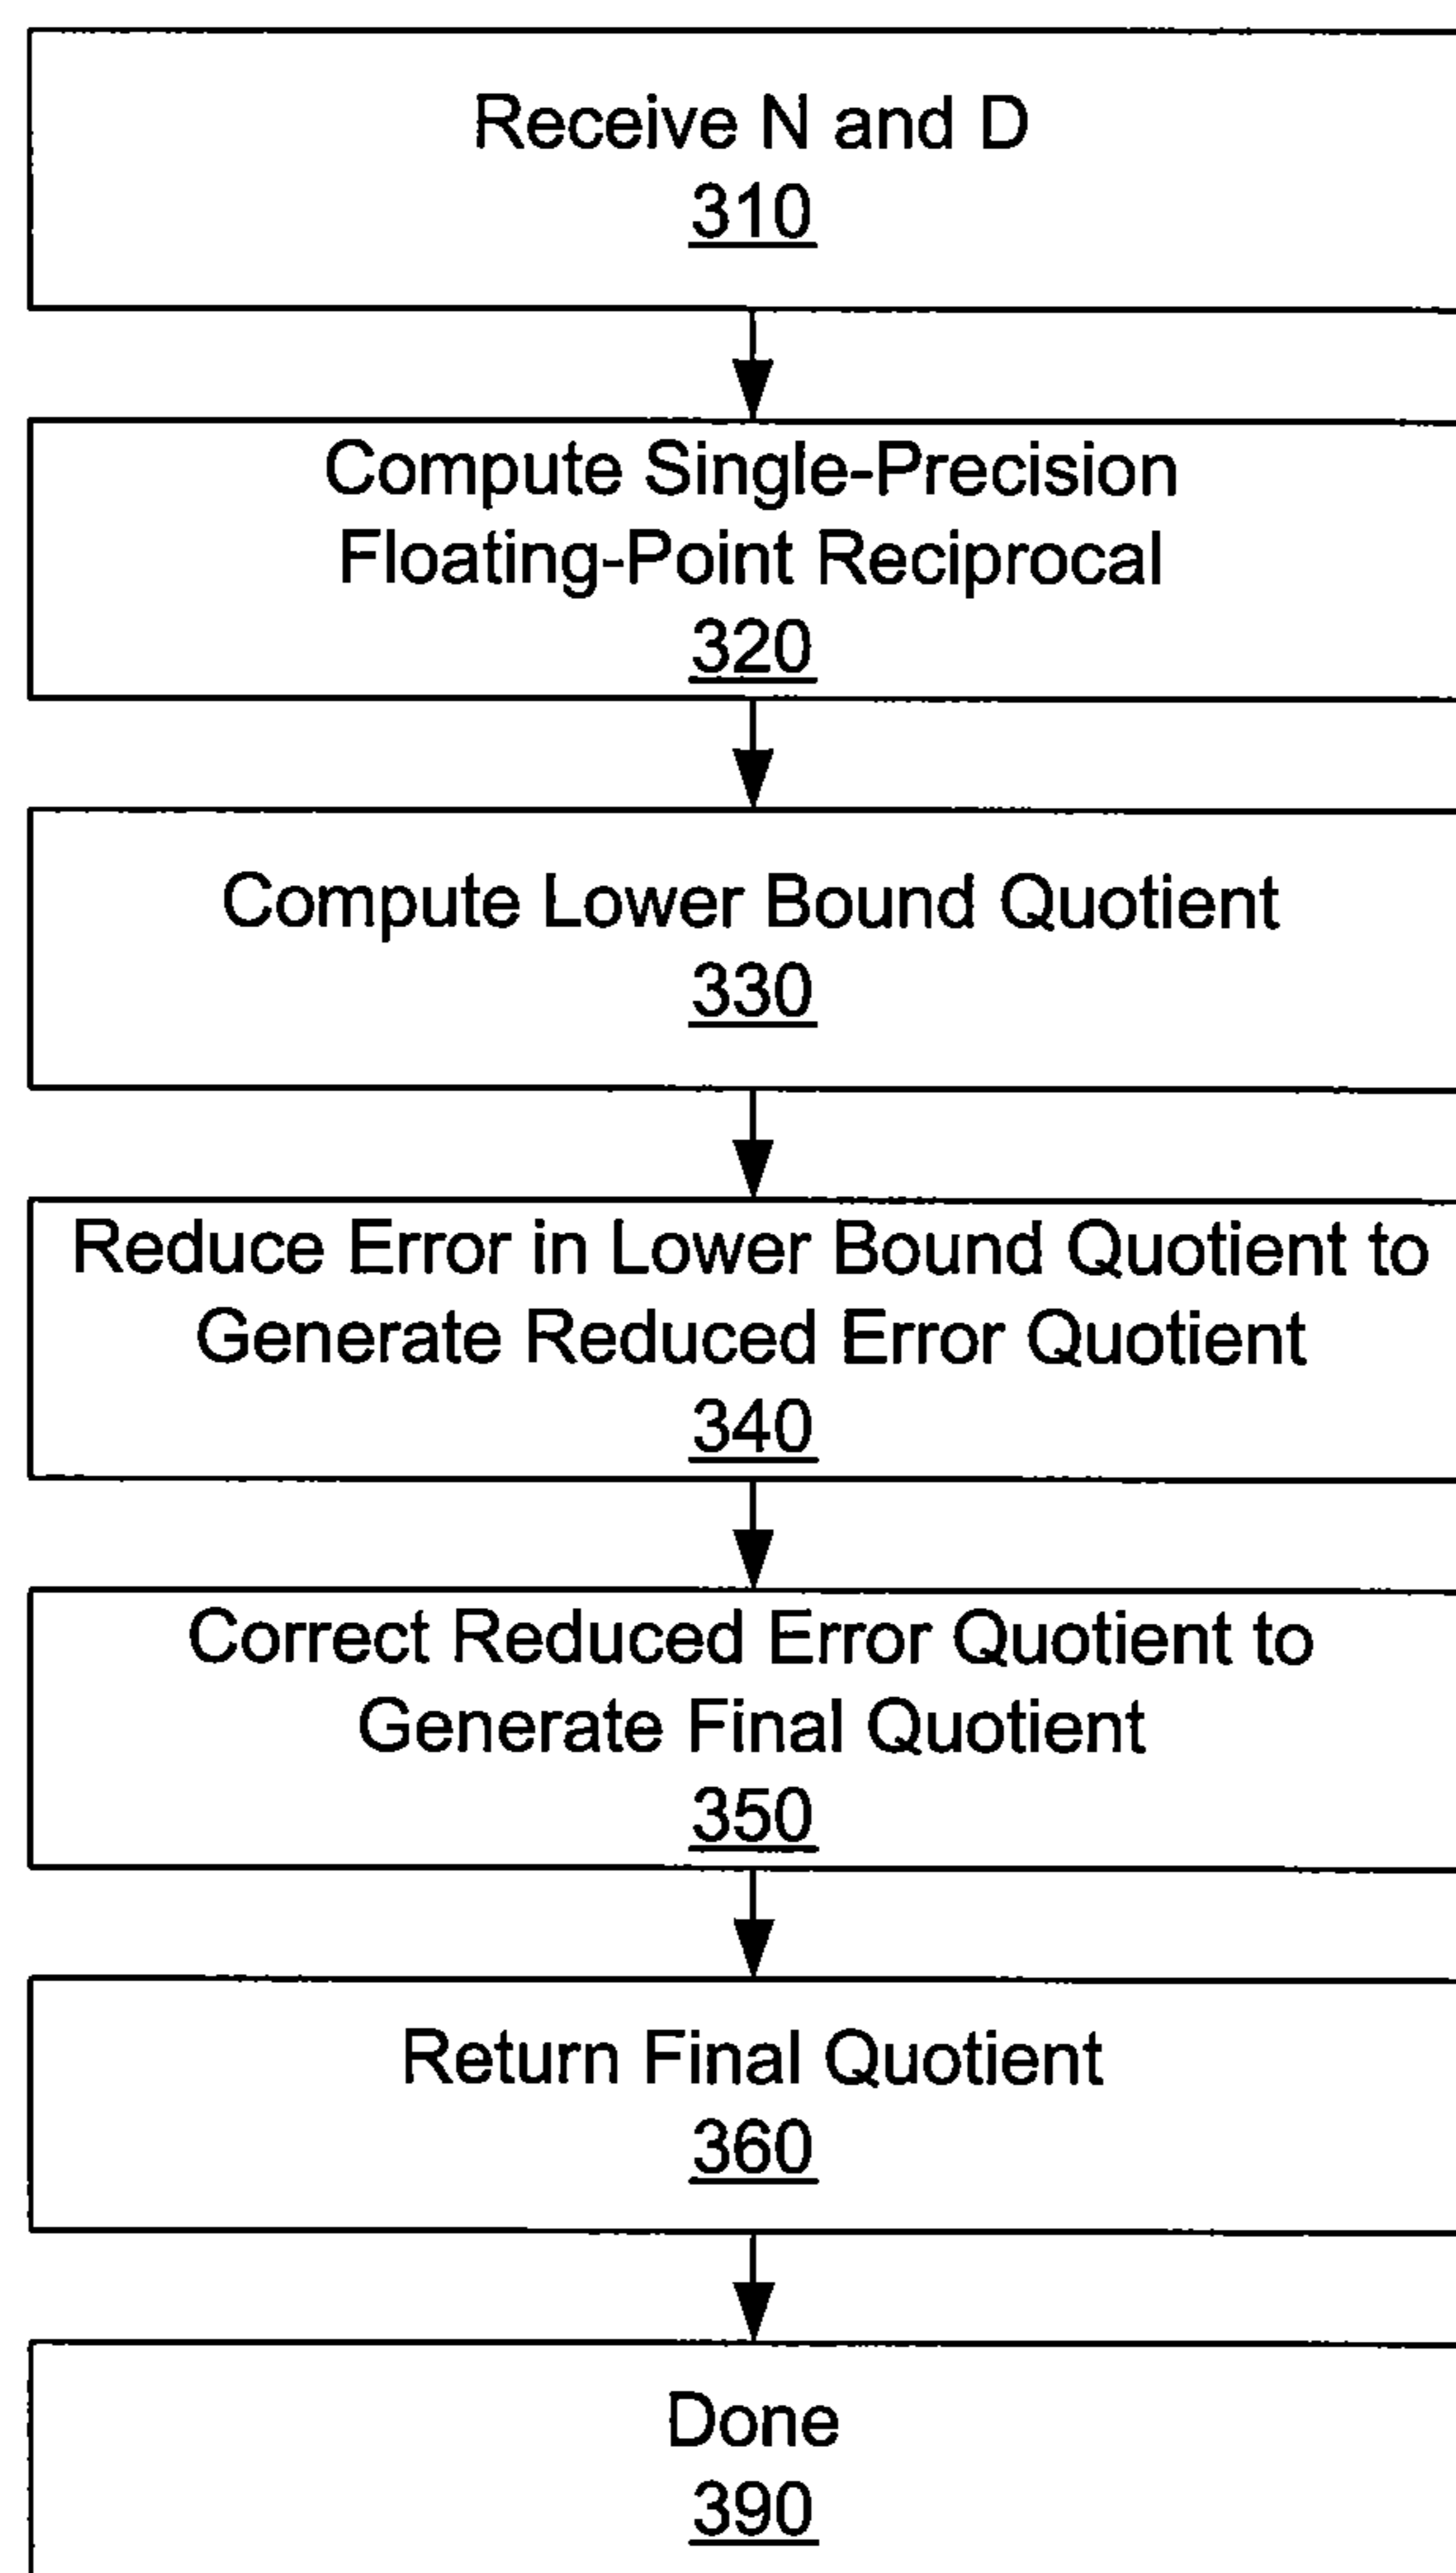 Receive N and D
310
Compute Single-Precision
Floating-Point Reciprocal
320
Compute Lower Bound Quotient
330
Reduce Error in Lower Bound Quotient to
Generate Reduced Error Quotient
340
Correct Reduced Error Quotient to
Generate Final Quotient
350
Return Final Quotient
360
Done
390